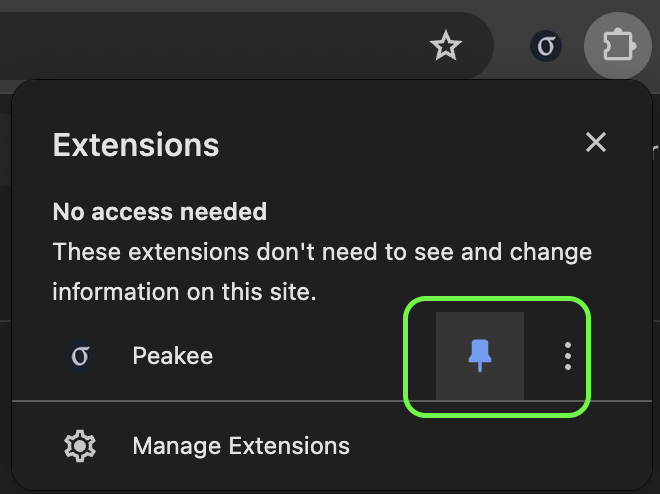 σ
Extensions
No access needed
These extensions don't need to see and change
information on this site.
σ Peakee
Manage Extensions